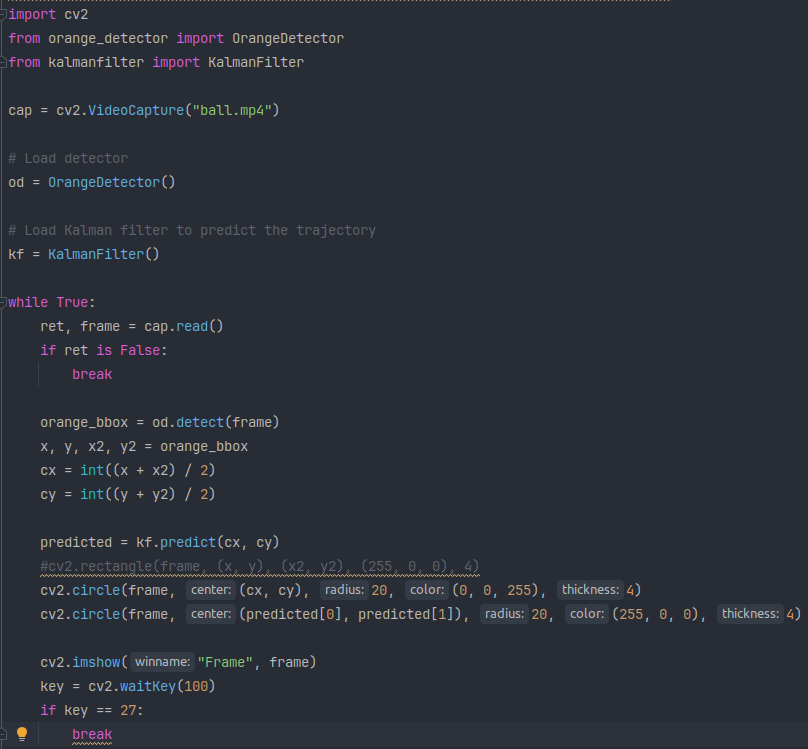 import cv2
from orange_detector import OrangeDetector
from kalmanfilter import KalmanFilter

cap = cv2.VideoCapture("ball.mp4")

# Load detector
od = OrangeDetector()

# Load Kalman filter to predict the trajectory
kf = KalmanFilter()

while True:
    ret, frame = cap.read()
    if ret is False:
        break

    orange_bbox = od.detect(frame)
    x, y, x2, y2 = orange_bbox
    cx = int((x + x2) / 2)
    cy = int((y + y2) / 2)

    predicted = kf.predict(cx, cy)
    #cv2.rectangle(frame, (x, y), (x2, y2), (255, 0, 0), 4)
    cv2.circle(frame, center: (cx, cy), radius: 20, color: (0, 0, 255), thickness: 4)
    cv2.circle(frame, center: (predicted[0], predicted[1]), radius: 20, color: (255, 0, 0), thickness: 4)

    cv2.imshow( winname: "Frame", frame)
    key = cv2.waitKey(100)
    if key == 27:
        break